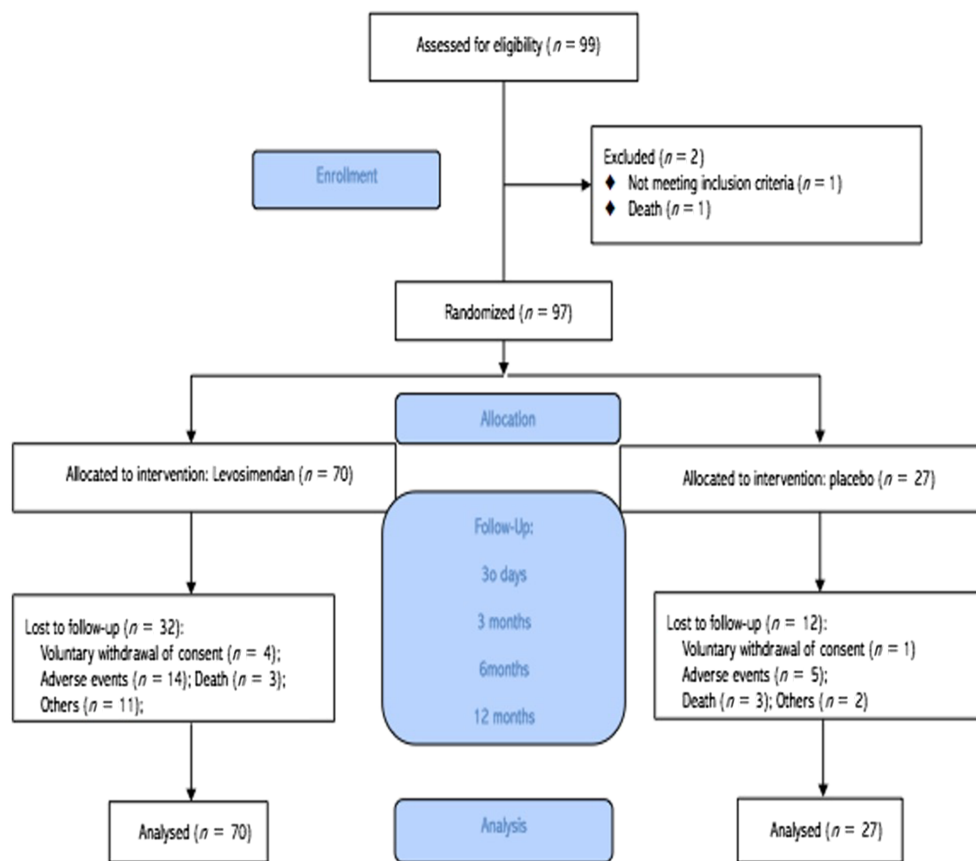 Assessed for eligibility (n = 99)
Enrollment
Excluded (n = 2)
♦ Not meeting inclusion criteria (n = 1)
♦ Death (n = 1)
Randomized (n = 97)
Allocation
Allocated to intervention: Levosimendan (n = 70)
Allocated to intervention: placebo (n = 27)
Follow-Up:
3o days
3 months
6months
12 months
Lost to follow-up (n = 32):
Voluntary withdrawal of consent (n = 4);
Adverse events (n = 14); Death (n = 3);
Others (n = 11);
Lost to follow-up (n = 12):
Voluntary withdrawal of consent (n = 1)
Adverse events (n = 5);
Death (n = 3); Others (n = 2)
Analysed (n = 70)
Analysis
Analysed (n = 27)